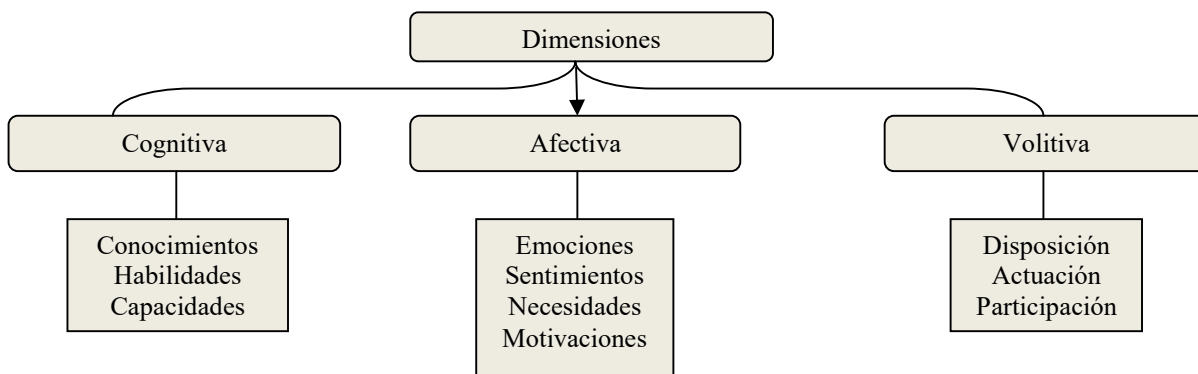 Dimensiones
Cognitiva
Afectiva
Volitiva
Conocimientos
Habilidades
Capacidades
Emociones
Sentimientos
Necesidades
Motivaciones
Disposición
Actuación
Participación